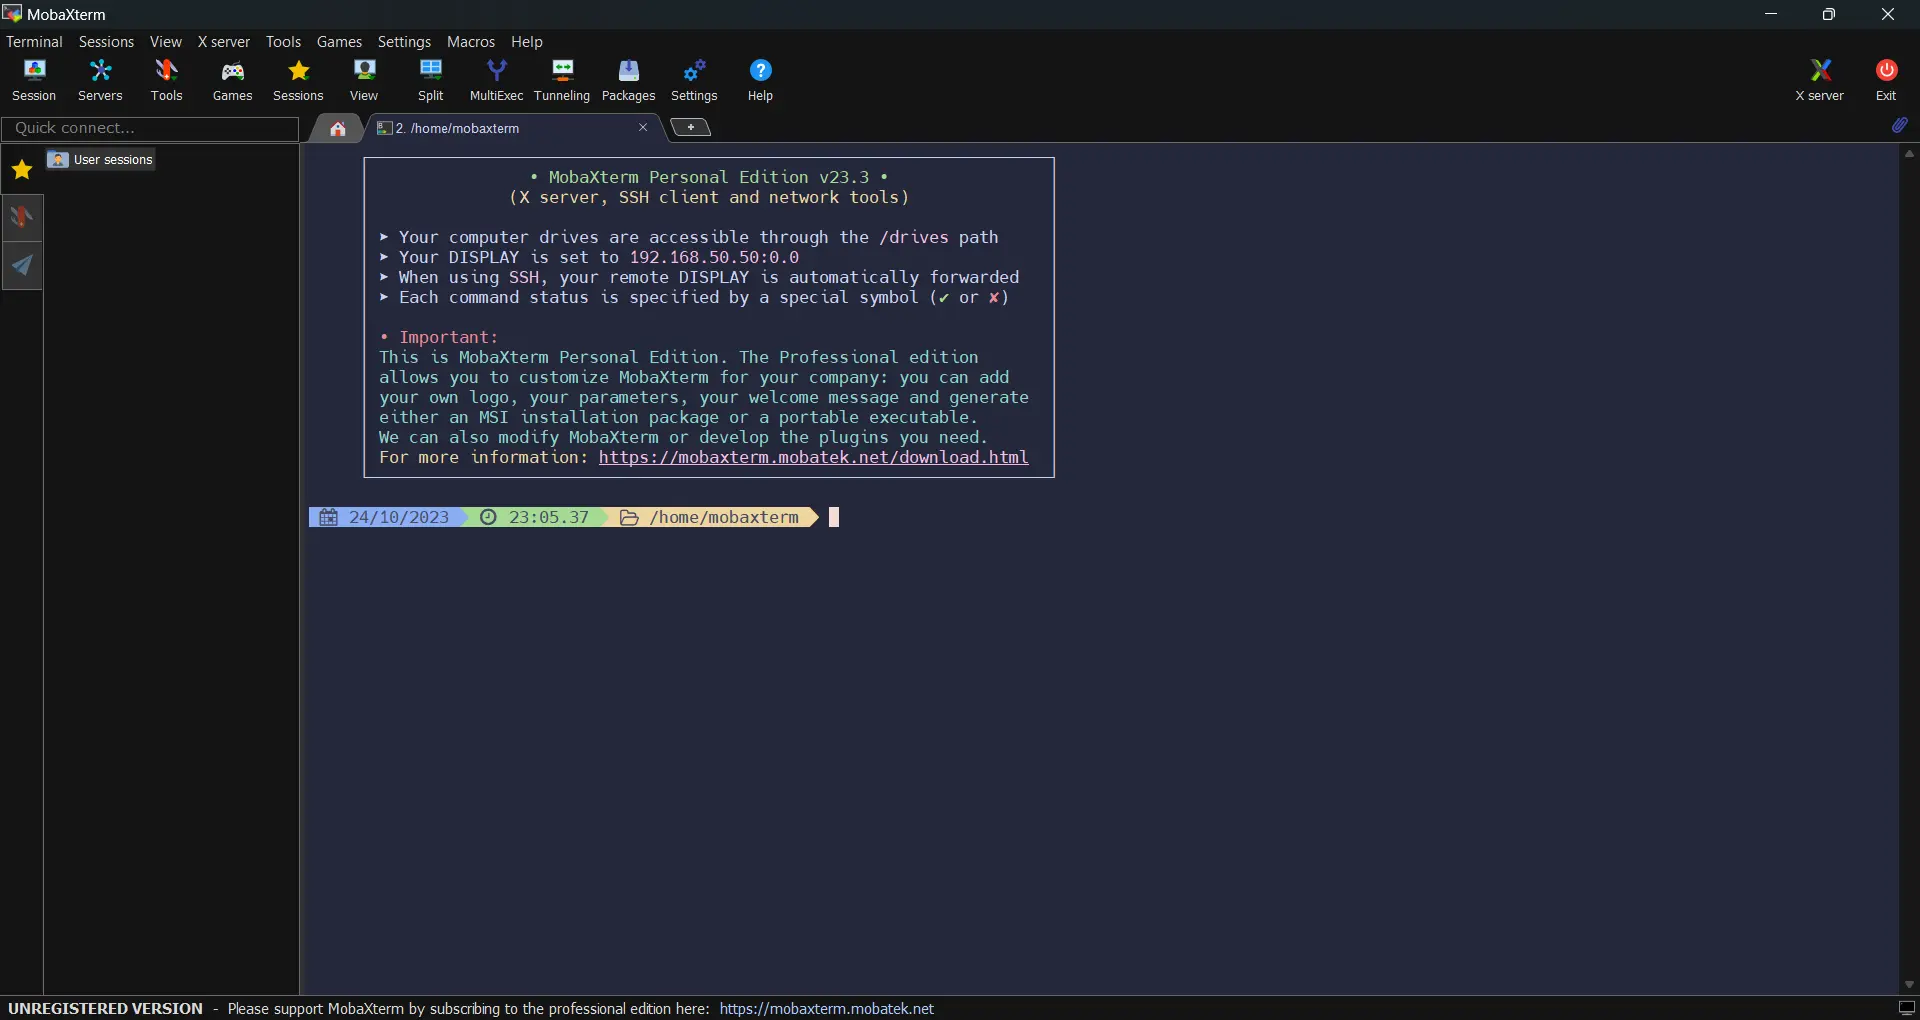 MobaXterm
Terminal Sessions View X server Tools Games Settings Macros Help
Session Servers Tools Games Sessions View Split MultiExec Tunneling Packages Settings Help X server Exit
Quick connect... 2. /home/mobaxterm
User sessions
• MobaXterm Personal Edition v23.3 •
(X server, SSH client and network tools)
➤ Your computer drives are accessible through the /drives path
➤ Your DISPLAY is set to 192.168.50.50:0.0
➤ When using SSH, your remote DISPLAY is automatically forwarded
➤ Each command status is specified by a special symbol (✔ or ✘)
• Important:
This is MobaXterm Personal Edition. The Professional edition
allows you to customize MobaXterm for your company: you can add
your own logo, your parameters, your welcome message and generate
either an MSI installation package or a portable executable.
We can also modify MobaXterm or develop the plugins you need.
For more information: https://mobaxterm.mobatek.net/download.html
24/10/2023 23:05.37 /home/mobaxterm
UNREGISTERED VERSION - Please support MobaXterm by subscribing to the professional edition here: https://mobaxterm.mobatek.net